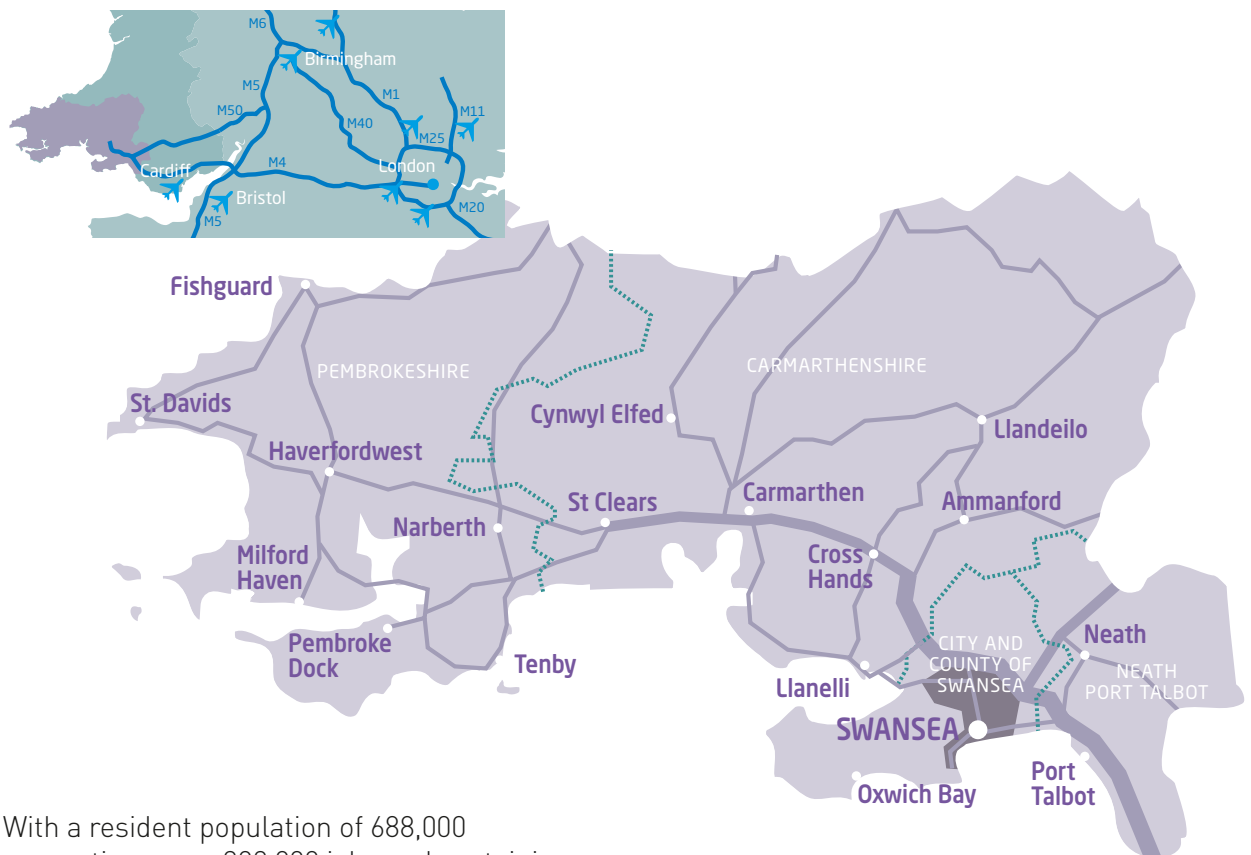 M6
Birmingham
M5
M1
M50
M40
M11
M25
Cardiff
M4
London
Bristol
M5
M20
Fishguard
PEMBROKESHIRE
CARMARTHENSHIRE
St. Davids
Cynwyl Elfed
Llandeilo
Haverfordwest
Carmarthen
St Clears
Ammanford
Narberth
Milford
Haven
Cross
Hands
Pembroke
Dock
Tenby
CITY AND
COUNTY OF
SWANSEA
Neath
NEATH
PORT TALBOT
Llanelli
SWANSEA
Port
Talbot
Oxwich Bay
With a resident population of 688,000